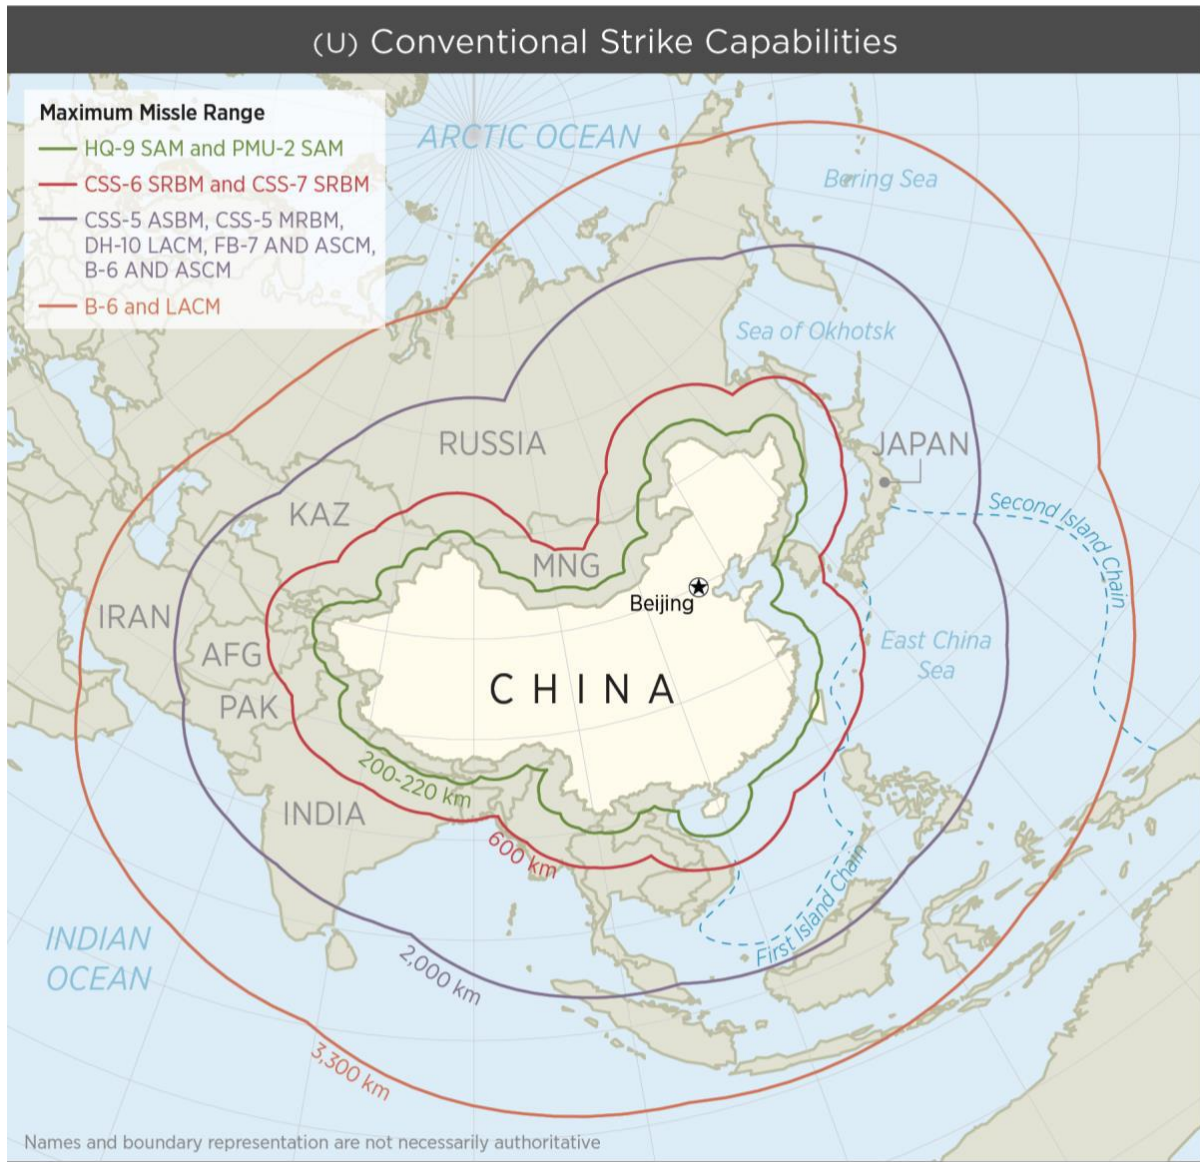 (U) Conventional Strike Capabilities
Maximum Missle Range
HQ-9 SAM and PMU-2 SAM
CSS-6 SRBM and CSS-7 SRBM
CSS-5 ASBM, CSS-5 MRBM,
DH-10 LACM, FB-7 AND ASCM,
B-6 AND ASCM
B-6 and LACM
ARCTIC OCEAN
Bering Sea
Sea of Okhotsk
RUSSIA
JAPAN
KAZ
Second Island Chain
MNG
Beijing
IRAN
AFG
East China
Sea
CHINA
PAK
200-220 km
INDIA
600 km
First Island Chain
INDIAN
OCEAN
2,000 km
3,300 km
Names and boundary representation are not necessarily authoritative